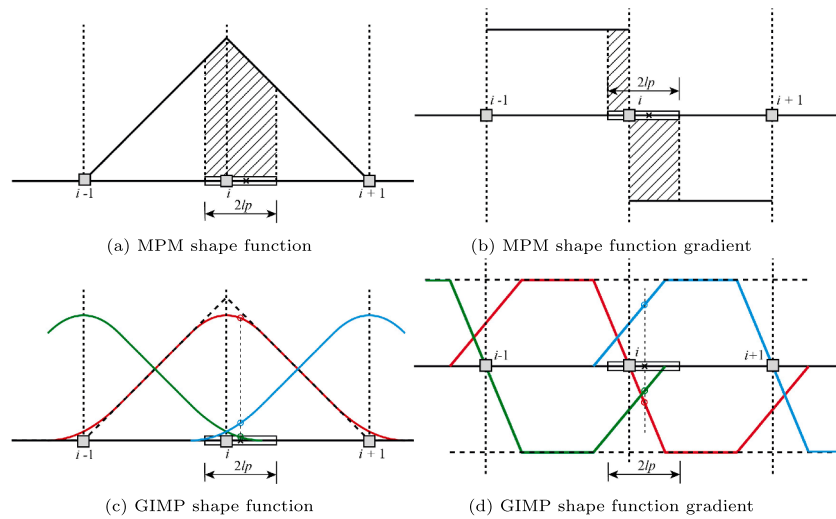 i -1
i
i + 1
2lp
(a) MPM shape function
2lp
i -1
i
i + 1
(b) MPM shape function gradient
i -1
i
i + 1
2lp
(c) GIMP shape function
i-1
i
i+1
2lp
(d) GIMP shape function gradient